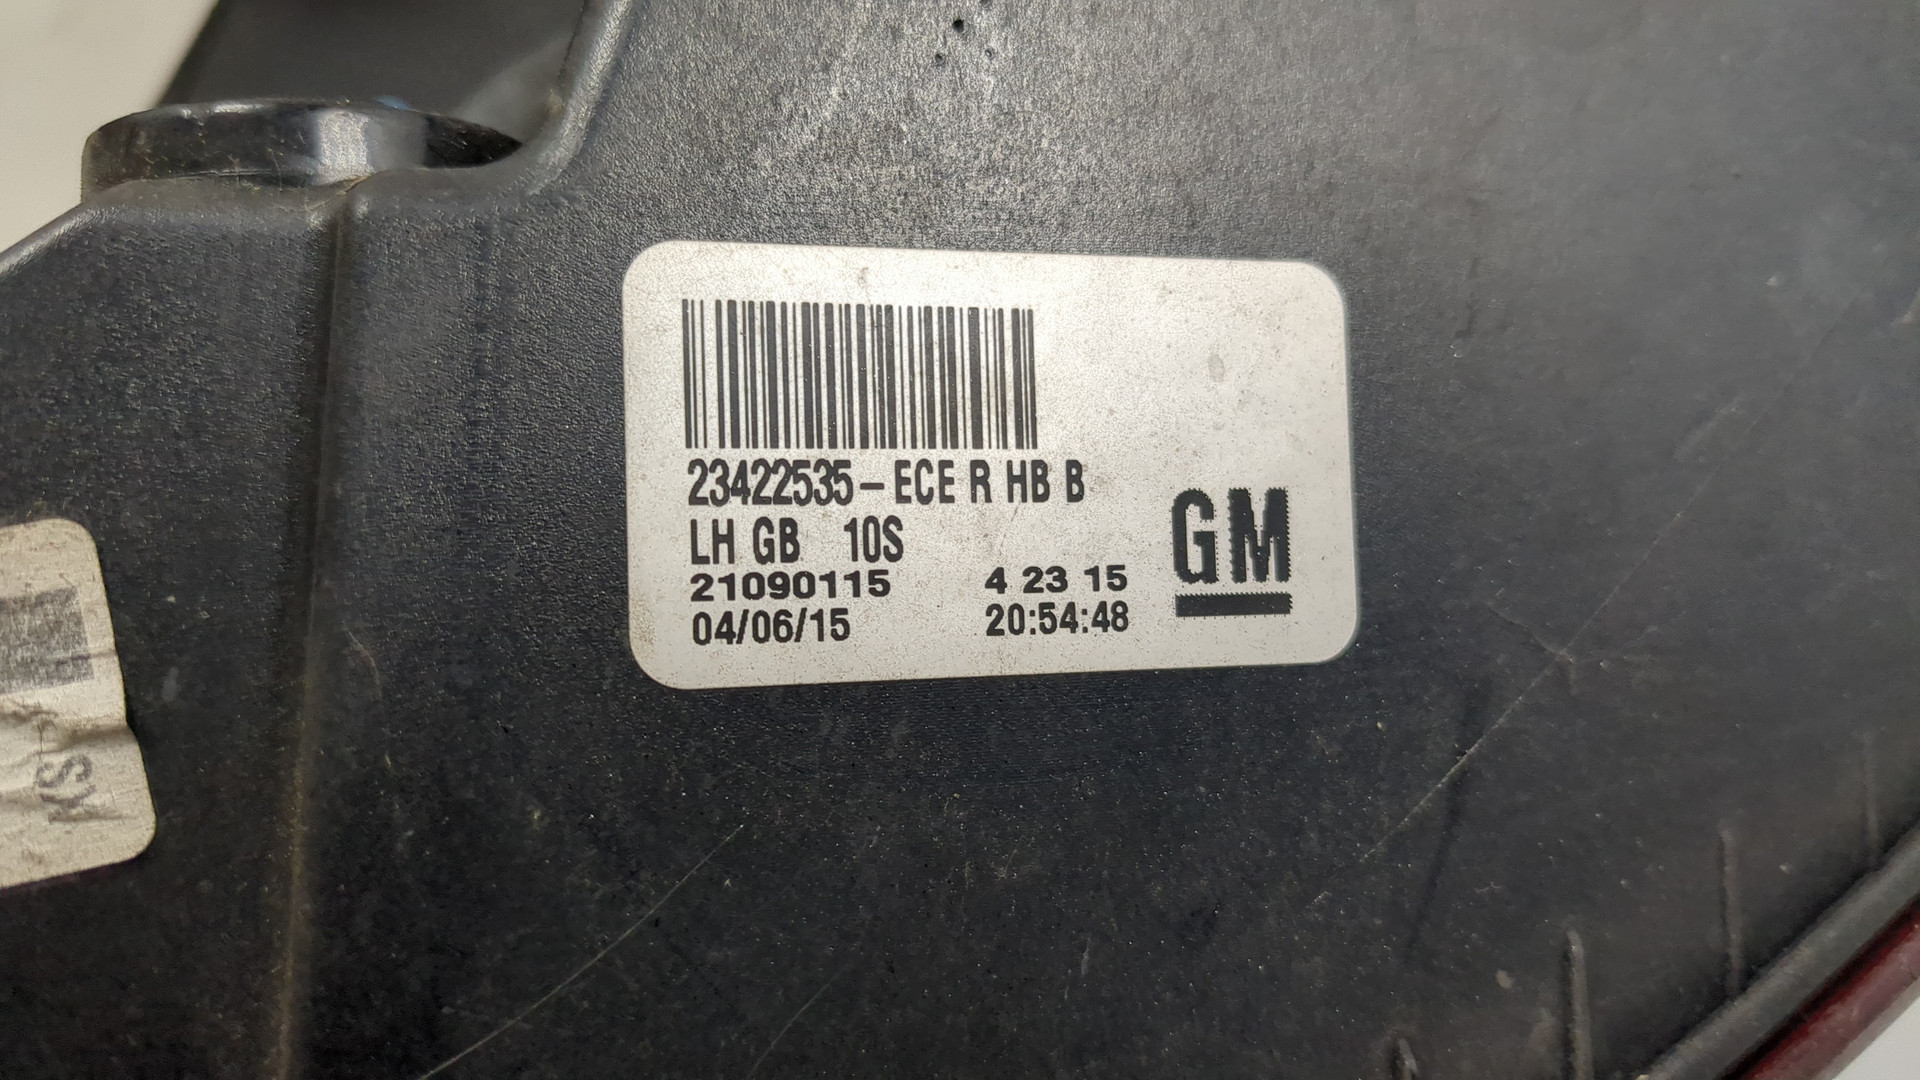 23422535-ECE R HB B
LH GB 10S
21090115 4 23 15
04/06/15 20:54:48
GM